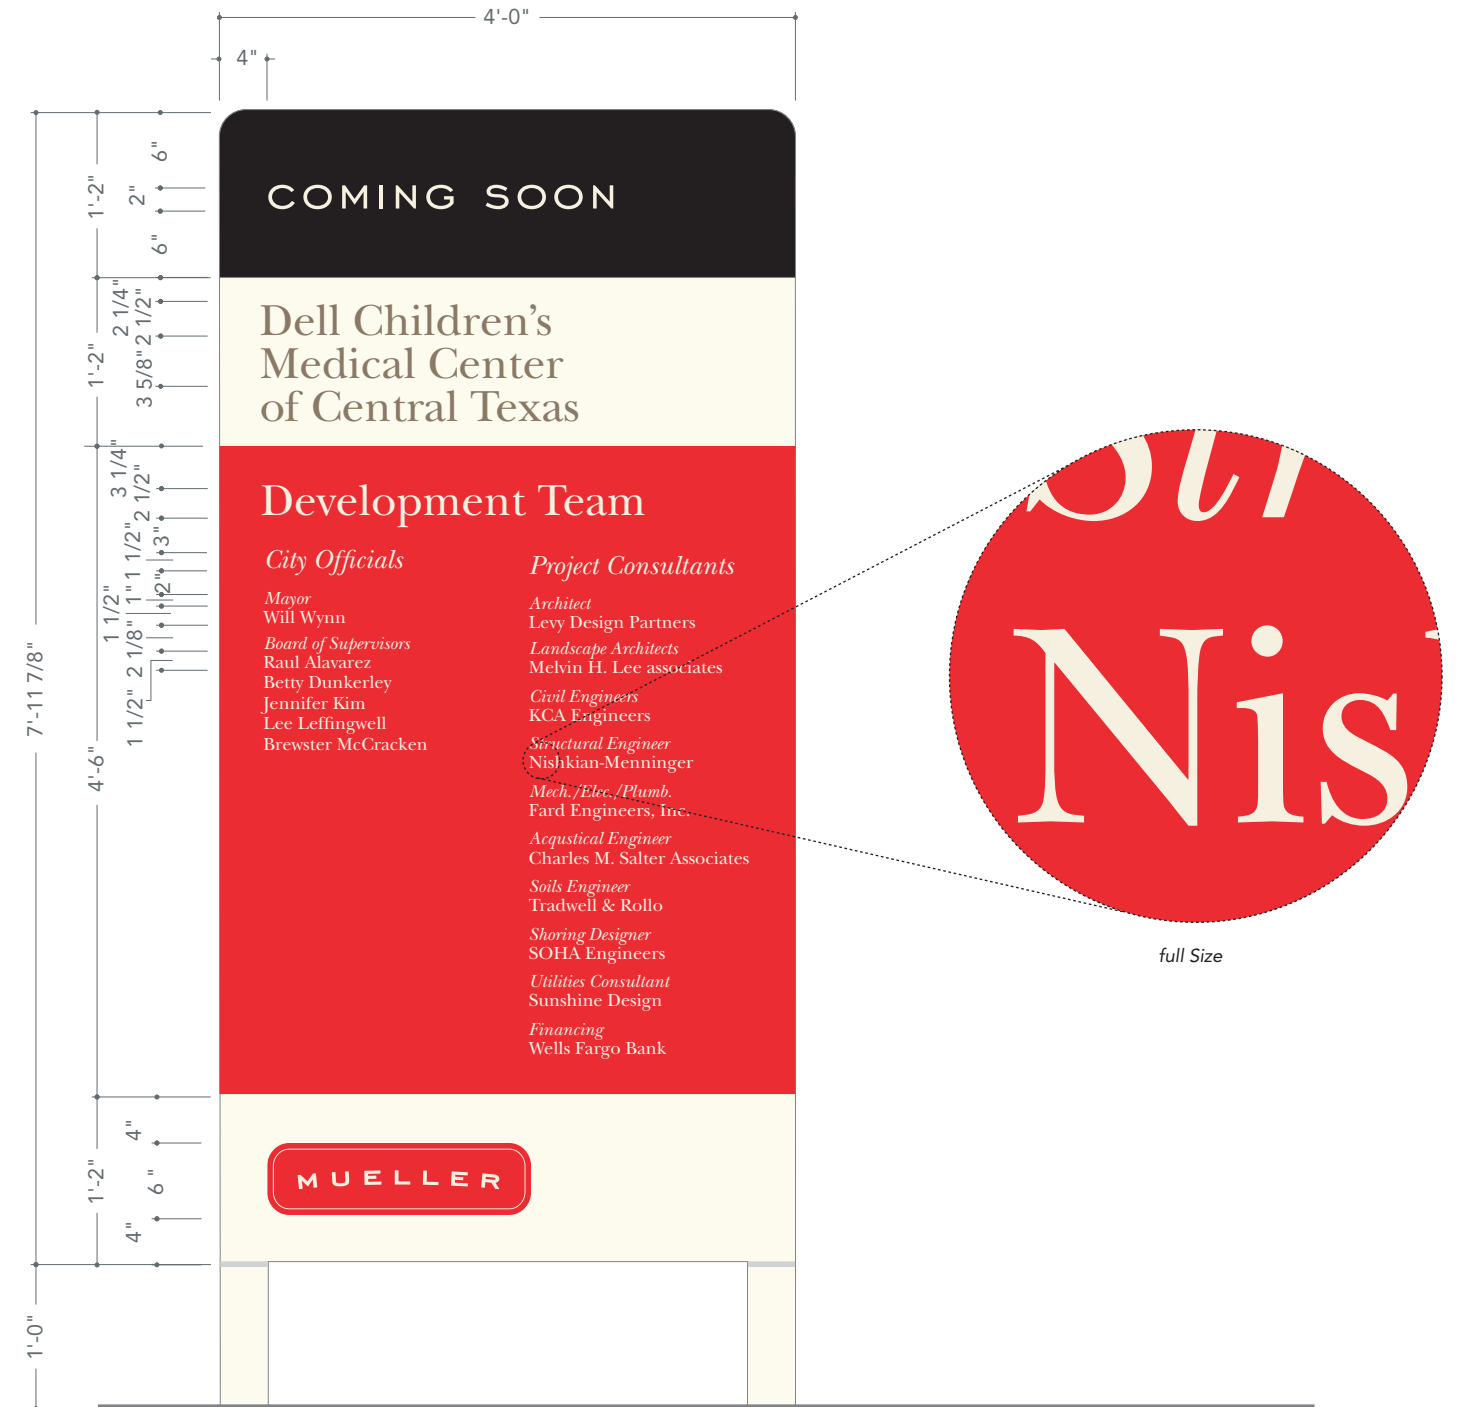 4'-0"
4"
7'-11 7/8"
1'-0"
1'-2"
1'-2"
4'-6"
1'-2"
6"
2"
6"
2 1/4"
2 1/2"
3 5/8"
3 1/4"
2 1/2"
3"
1 1/2"
2"
1"
1 1/2"
2 1/8"
1 1/2"
4"
6 "
4"
COMING SOON
Dell Children's
Medical Center
of Central Texas
Development Team
City Officials
Mayor
Will Wynn
Board of Supervisors
Raul Alavarez
Betty Dunkerley
Jennifer Kim
Lee Leffingwell
Brewster McCracken
Project Consultants
Architect
Levy Design Partners
Landscape Architects
Melvin H. Lee associates
Civil Engineers
KCA Engineers
Structural Engineer
Nishkian-Menninger
Mech./Elec./Plumb.
Fard Engineers, Inc.
Acqustical Engineer
Charles M. Salter Associates
Soils Engineer
Tradwell & Rollo
Shoring Designer
SOHA Engineers
Utilities Consultant
Sunshine Design
Financing
Wells Fargo Bank
MUELLER
Str
Nis
full Size